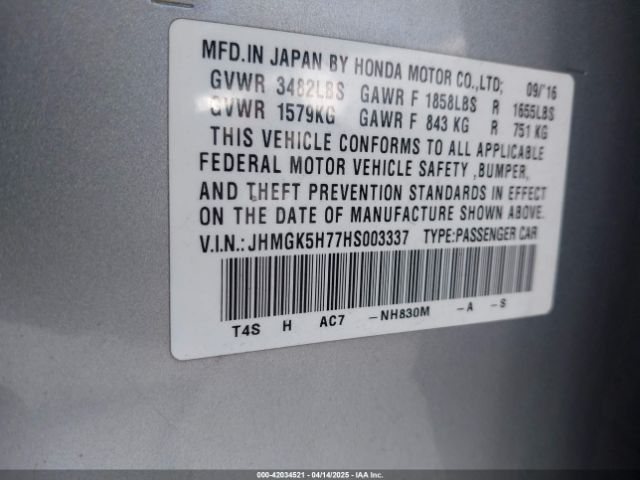 MFD.IN JAPAN BY HONDA MOTOR CO.,LTD; 09/'16
GVWR 3482LBS GAWR F 1858LBS R 1655LBS
GVWR 1579KG GAWR F 843 KG R 751 KG
THIS VEHICLE CONFORMS TO ALL APPLICABLE
FEDERAL MOTOR VEHICLE SAFETY ,BUMPER,
AND THEFT PREVENTION STANDARDS IN EFFECT
ON THE DATE OF MANUFACTURE SHOWN ABOVE.
V.I.N.: JHMGK5H77HS003337 TYPE:PASSENGER CAR
T4S H AC7 -NH830M -A -S
000-42034521 - 04/14/2025 - IAA Inc.